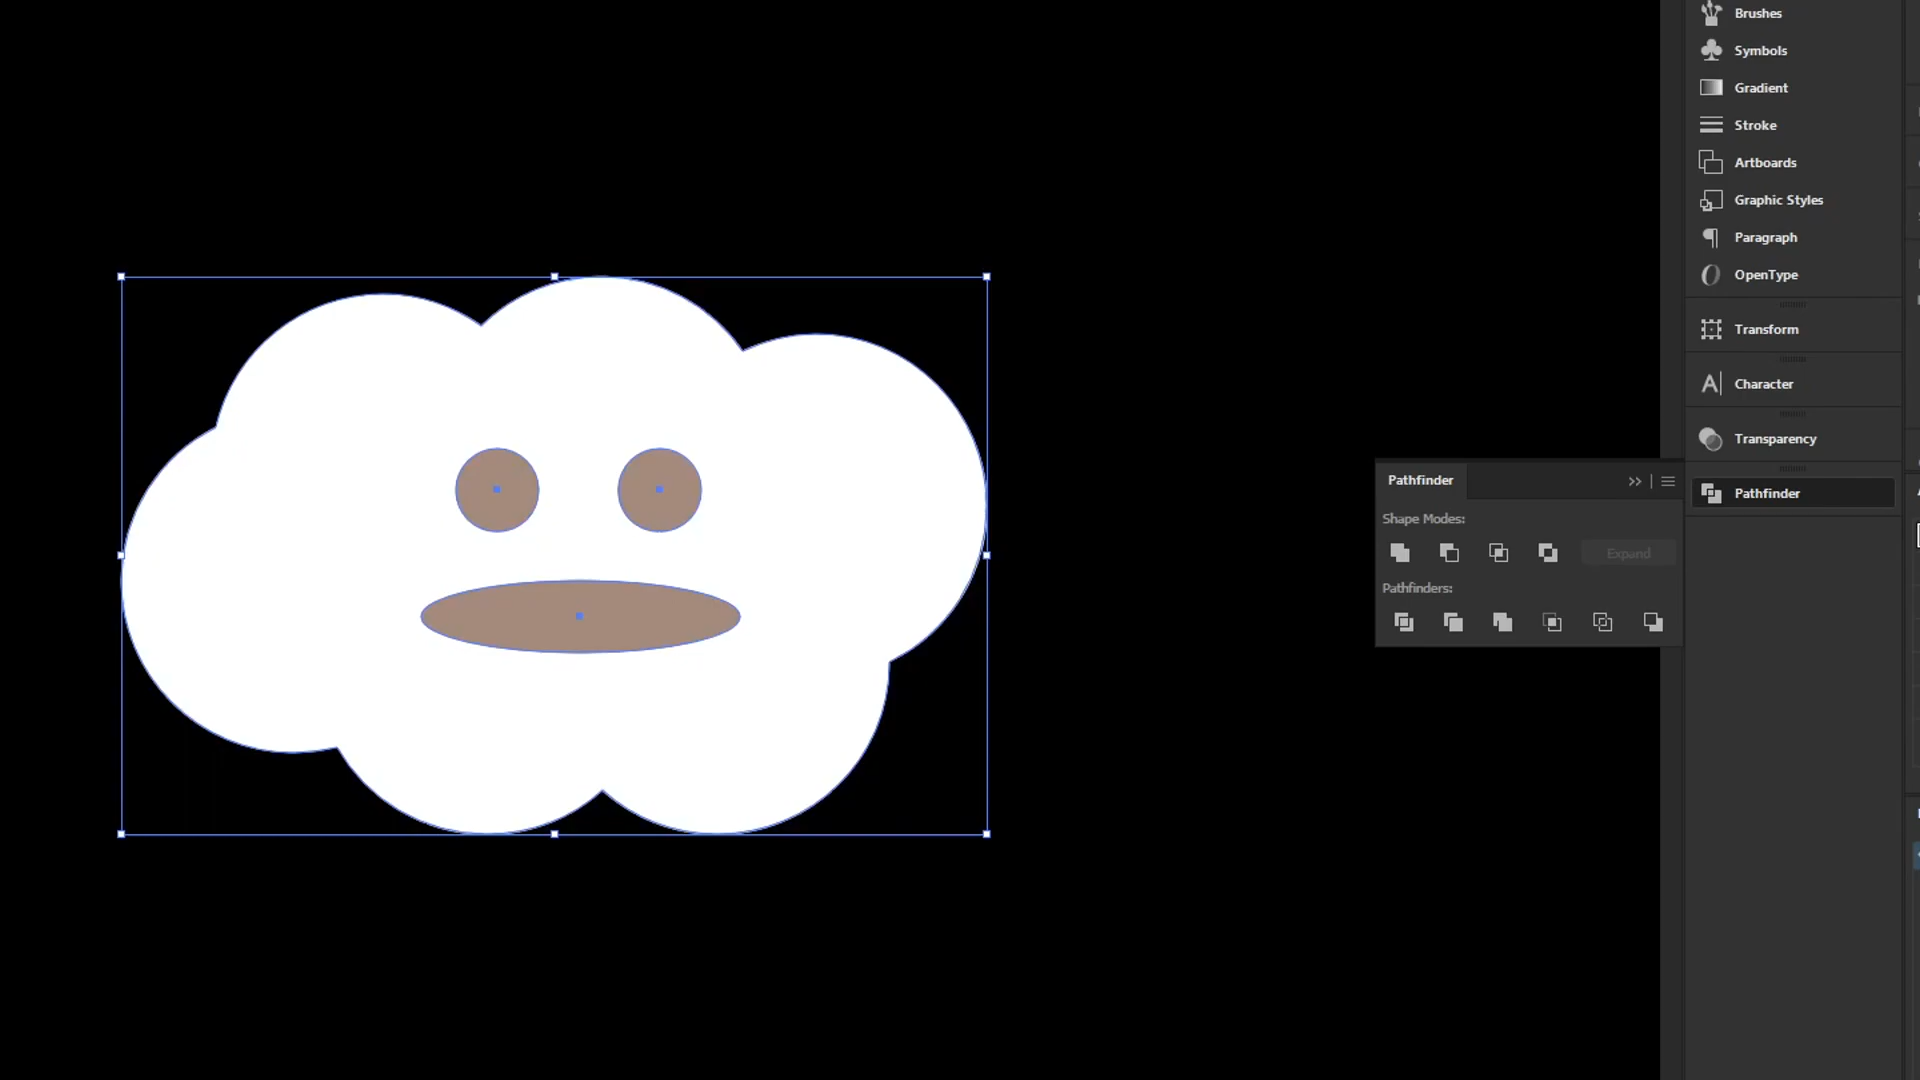 Brushes
Symbols
Gradient
Stroke
Artboards
Graphic Styles
Paragraph
OpenType
Transform
Character
Transparency
Pathfinder
Pathfinder
Shape Modes:
Expand
Pathfinders: